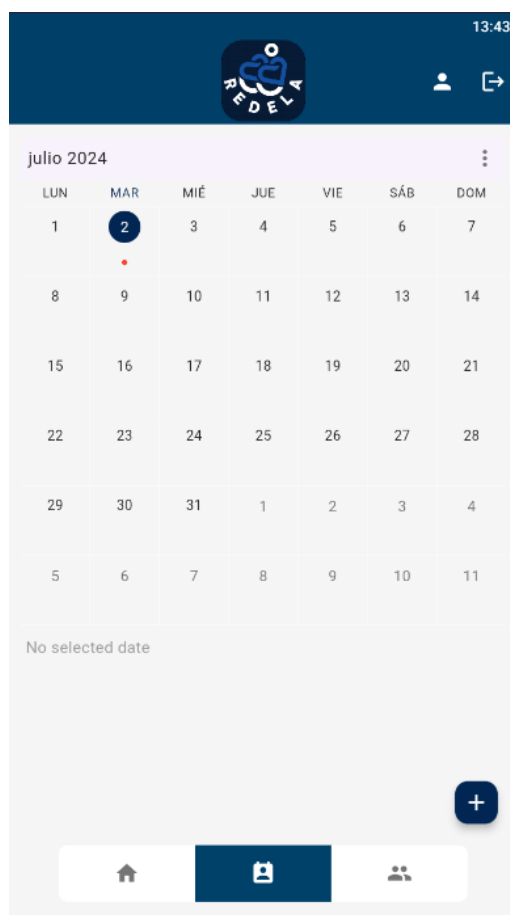 13:43
REDELA
julio 2024
LUN MAR MIÉ JUE VIE SÁB DOM
1 2 3 4 5 6 7
8 9 10 11 12 13 14
15 16 17 18 19 20 21
22 23 24 25 26 27 28
29 30 31 1 2 3 4
5 6 7 8 9 10 11
No selected date
+